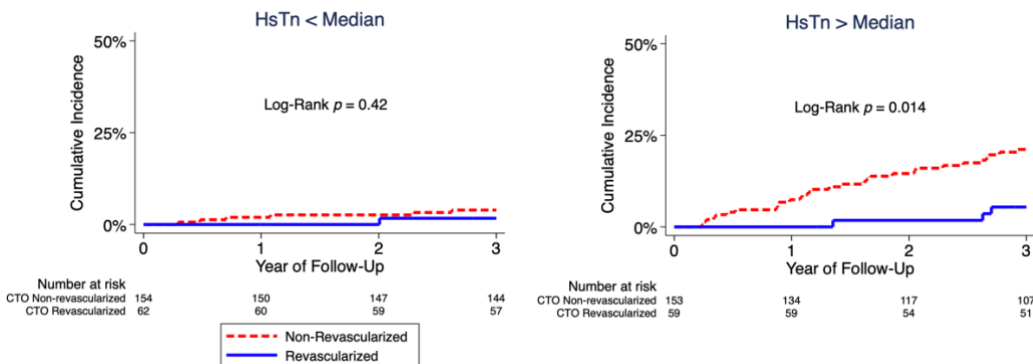 HsTn < Median
50%
25%
0%
Cumulative Incidence
Log-Rank p = 0.42
0 1 2 3
Year of Follow-Up
Number at risk
CTO Non-revascularized 154 150 147 144
CTO Revascularized 62 60 59 57
HsTn > Median
50%
25%
0%
Cumulative Incidence
Log-Rank p = 0.014
0 1 2 3
Year of Follow-Up
Number at risk
CTO Non-revascularized 153 134 117 107
CTO Revascularized 59 59 54 51
Non-Revascularized
Revascularized